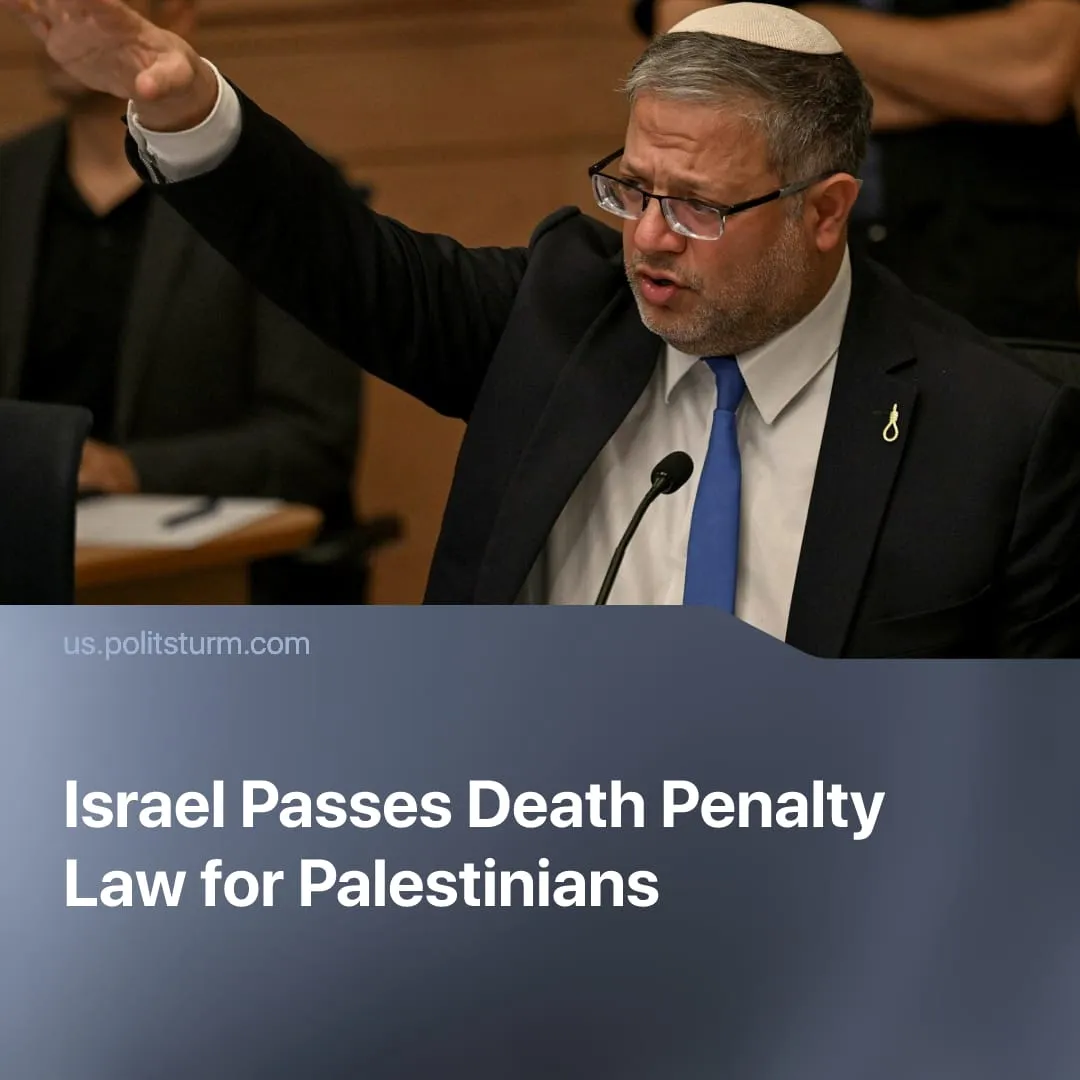 us.politsturm.com
Israel Passes Death Penalty
Law for Palestinians